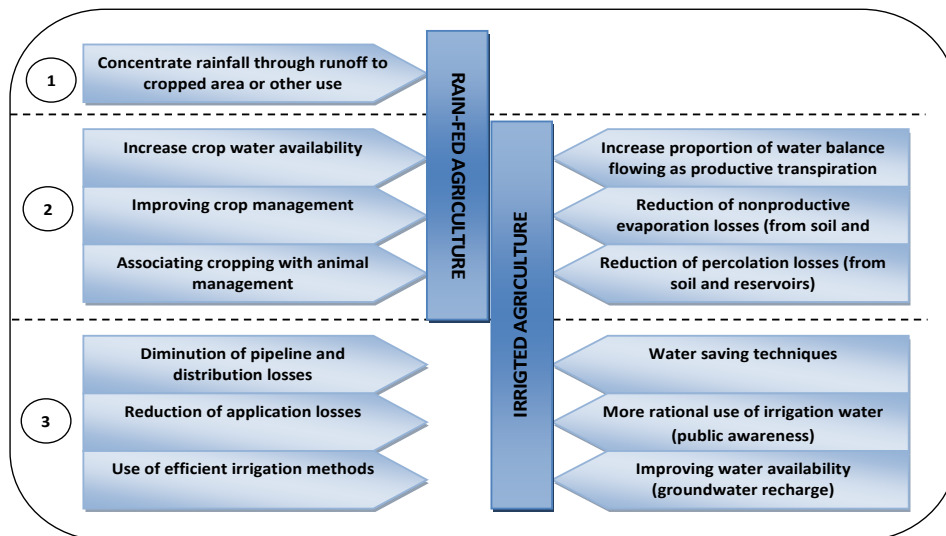 1
Concentrate rainfall through runoff to
cropped area or other use
RAIN-FED AGRICULTURE
2
Increase crop water availability
Improving crop management
Associating cropping with animal
management
IRRIGTED AGRICULTURE
Increase proportion of water balance
flowing as productive transpiration
Reduction of nonproductive
evaporation losses (from soil and
Reduction of percolation losses (from
soil and reservoirs)
3
Diminution of pipeline and
distribution losses
Reduction of application losses
Use of efficient irrigation methods
Water saving techniques
More rational use of irrigation water
(public awareness)
Improving water availability
(groundwater recharge)